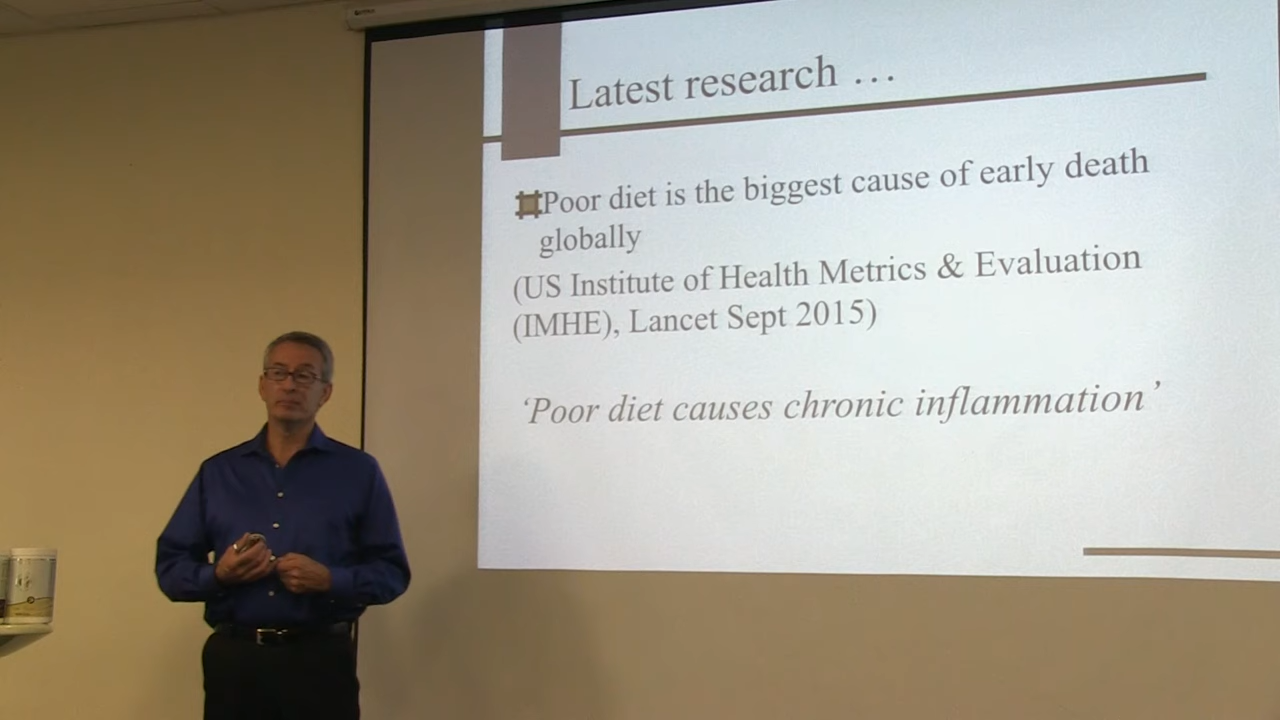 Latest research …
Poor diet is the biggest cause of early death
globally
(US Institute of Health Metrics & Evaluation
(IMHE), Lancet Sept 2015)
‘Poor diet causes chronic inflammation’